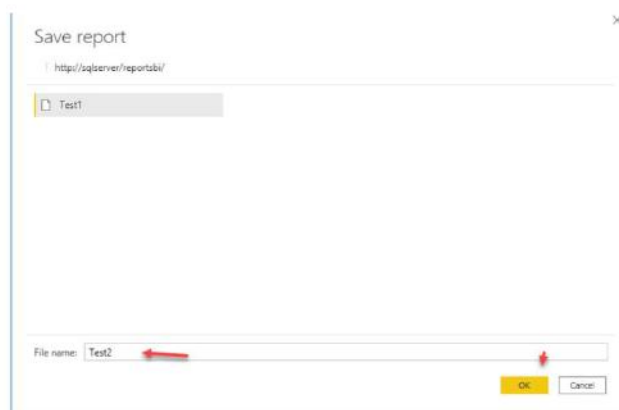 Save report
http://sqlserver/reportsbi/
Test1
File name: Test2
OK Cancel